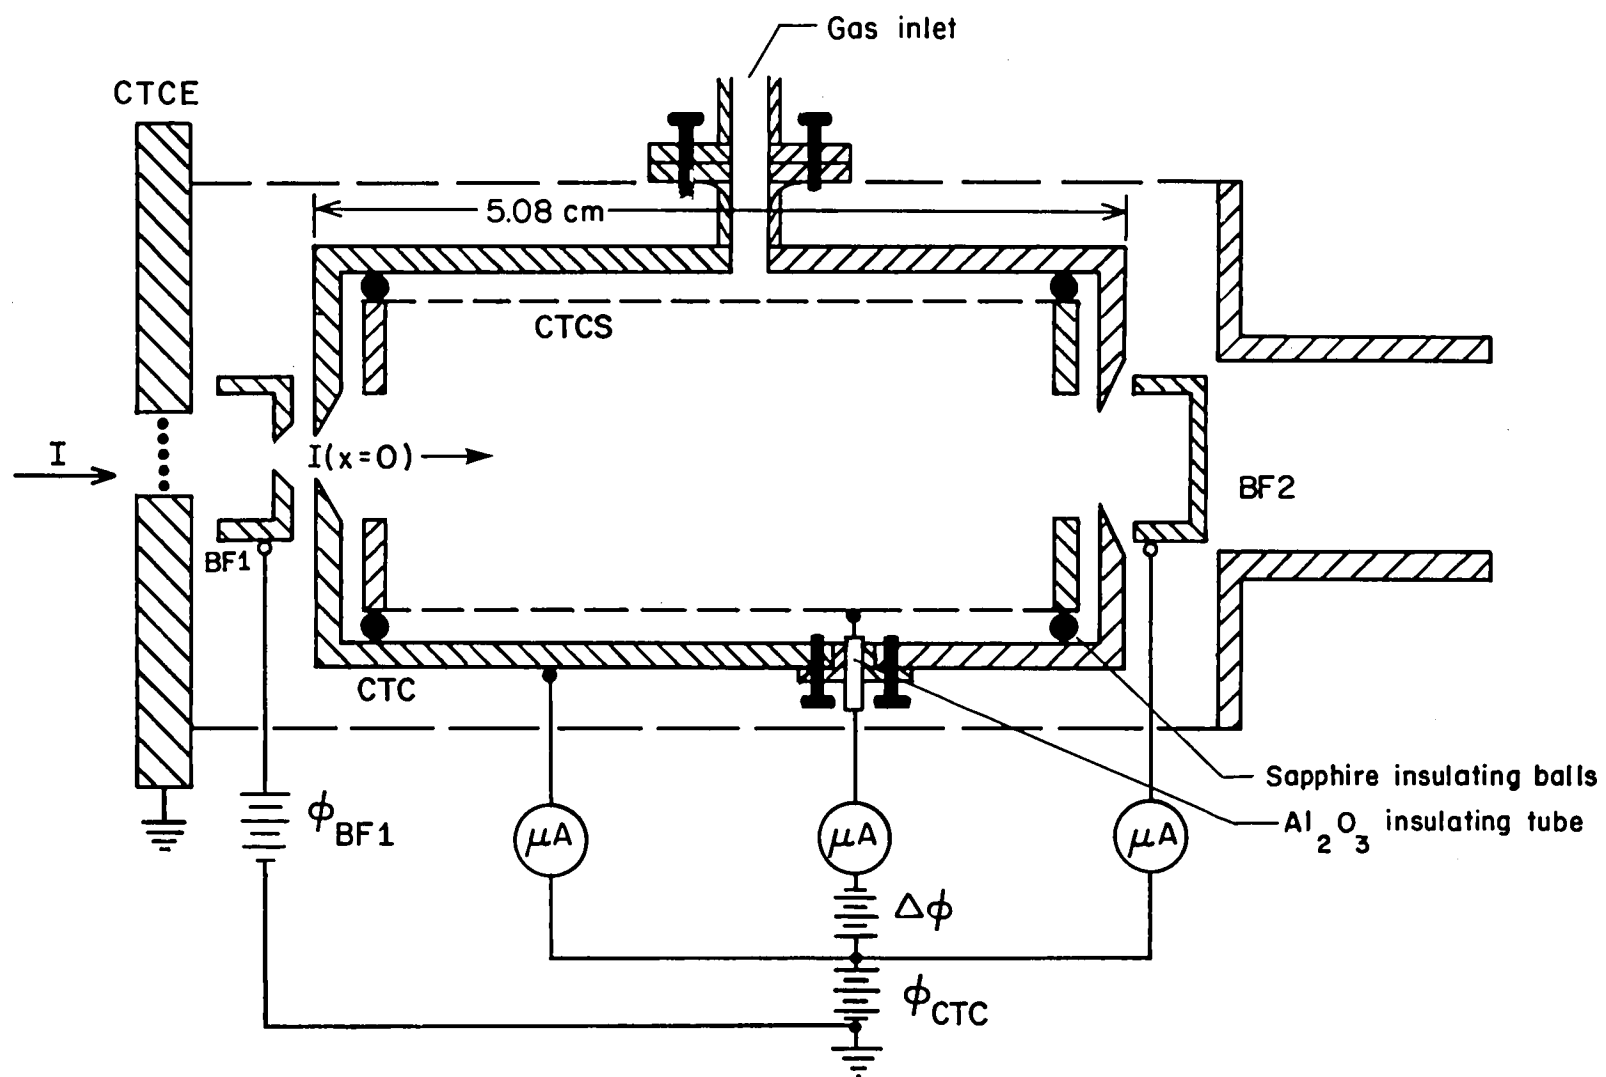 Gas inlet
CTCE
5.08 cm
CTCS
I
I(x=0)
BF2
BF1
CTC
Sapphire insulating balls
ϕBF1
μA
μA
μA
Al2O3 insulating tube
Δϕ
ϕCTC